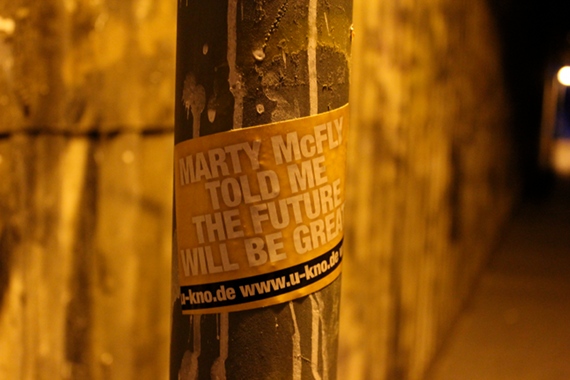 MARTY McFLY
TOLD ME
THE FUTURE
WILL BE GREA
u-kno.de www.u-kno.de